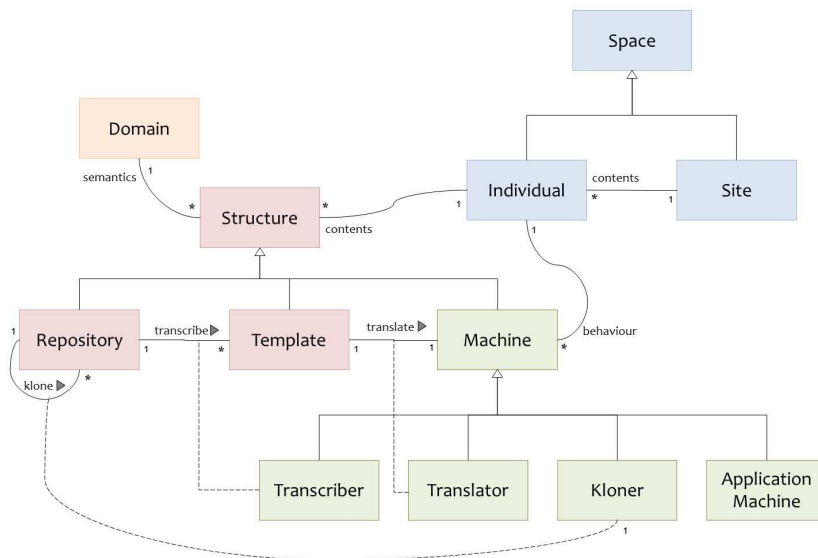 Space
Domain
1
semantics
*
Structure
*
contents
1
Individual
contents
*
1
Site
1
1
Repository
klone
*
transcribe
1
*
Template
translate
1
1
Machine
*
behaviour
Transcriber
Translator
Kloner
1
Application
Machine